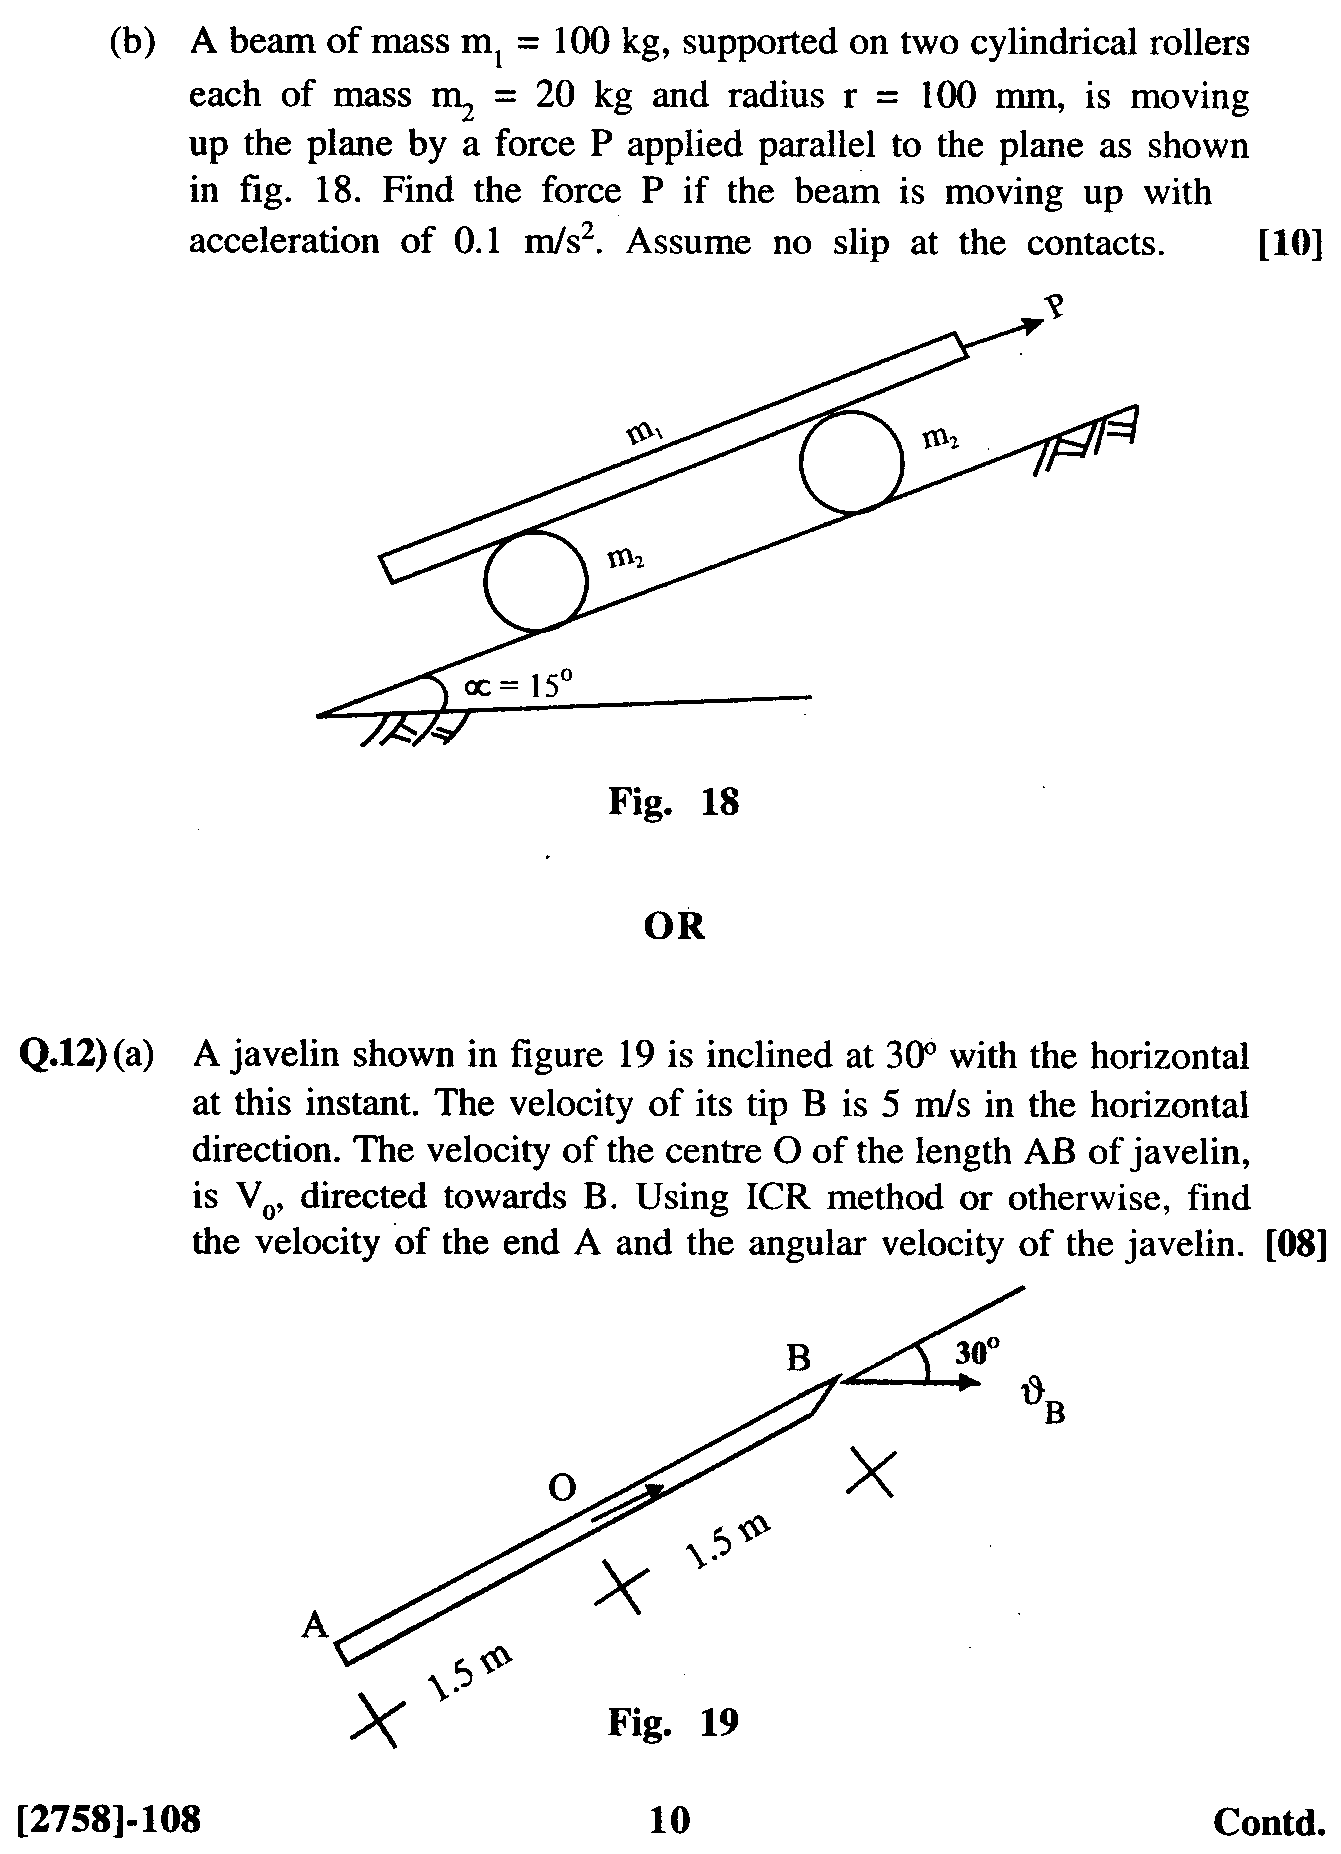 (b) A beam of mass m₁ = 100 kg, supported on two cylindrical rollers
each of mass m₂ = 20 kg and radius r = 100 mm, is moving
up the plane by a force P applied parallel to the plane as shown
in fig. 18. Find the force P if the beam is moving up with
acceleration of 0.1 m/s². Assume no slip at the contacts. [10]
P
m₁
m₂
m₂
∝ = 15⁰
Fig. 18
OR
Q.12) (a) A javelin shown in figure 19 is inclined at 30⁰ with the horizontal
at this instant. The velocity of its tip B is 5 m/s in the horizontal
direction. The velocity of the centre O of the length AB of javelin,
is V₀, directed towards B. Using ICR method or otherwise, find
the velocity of the end A and the angular velocity of the javelin. [08]
B
30⁰
ϑ_B
O
1.5 m
A
1.5 m
Fig. 19
[2758]-108 10 Contd.